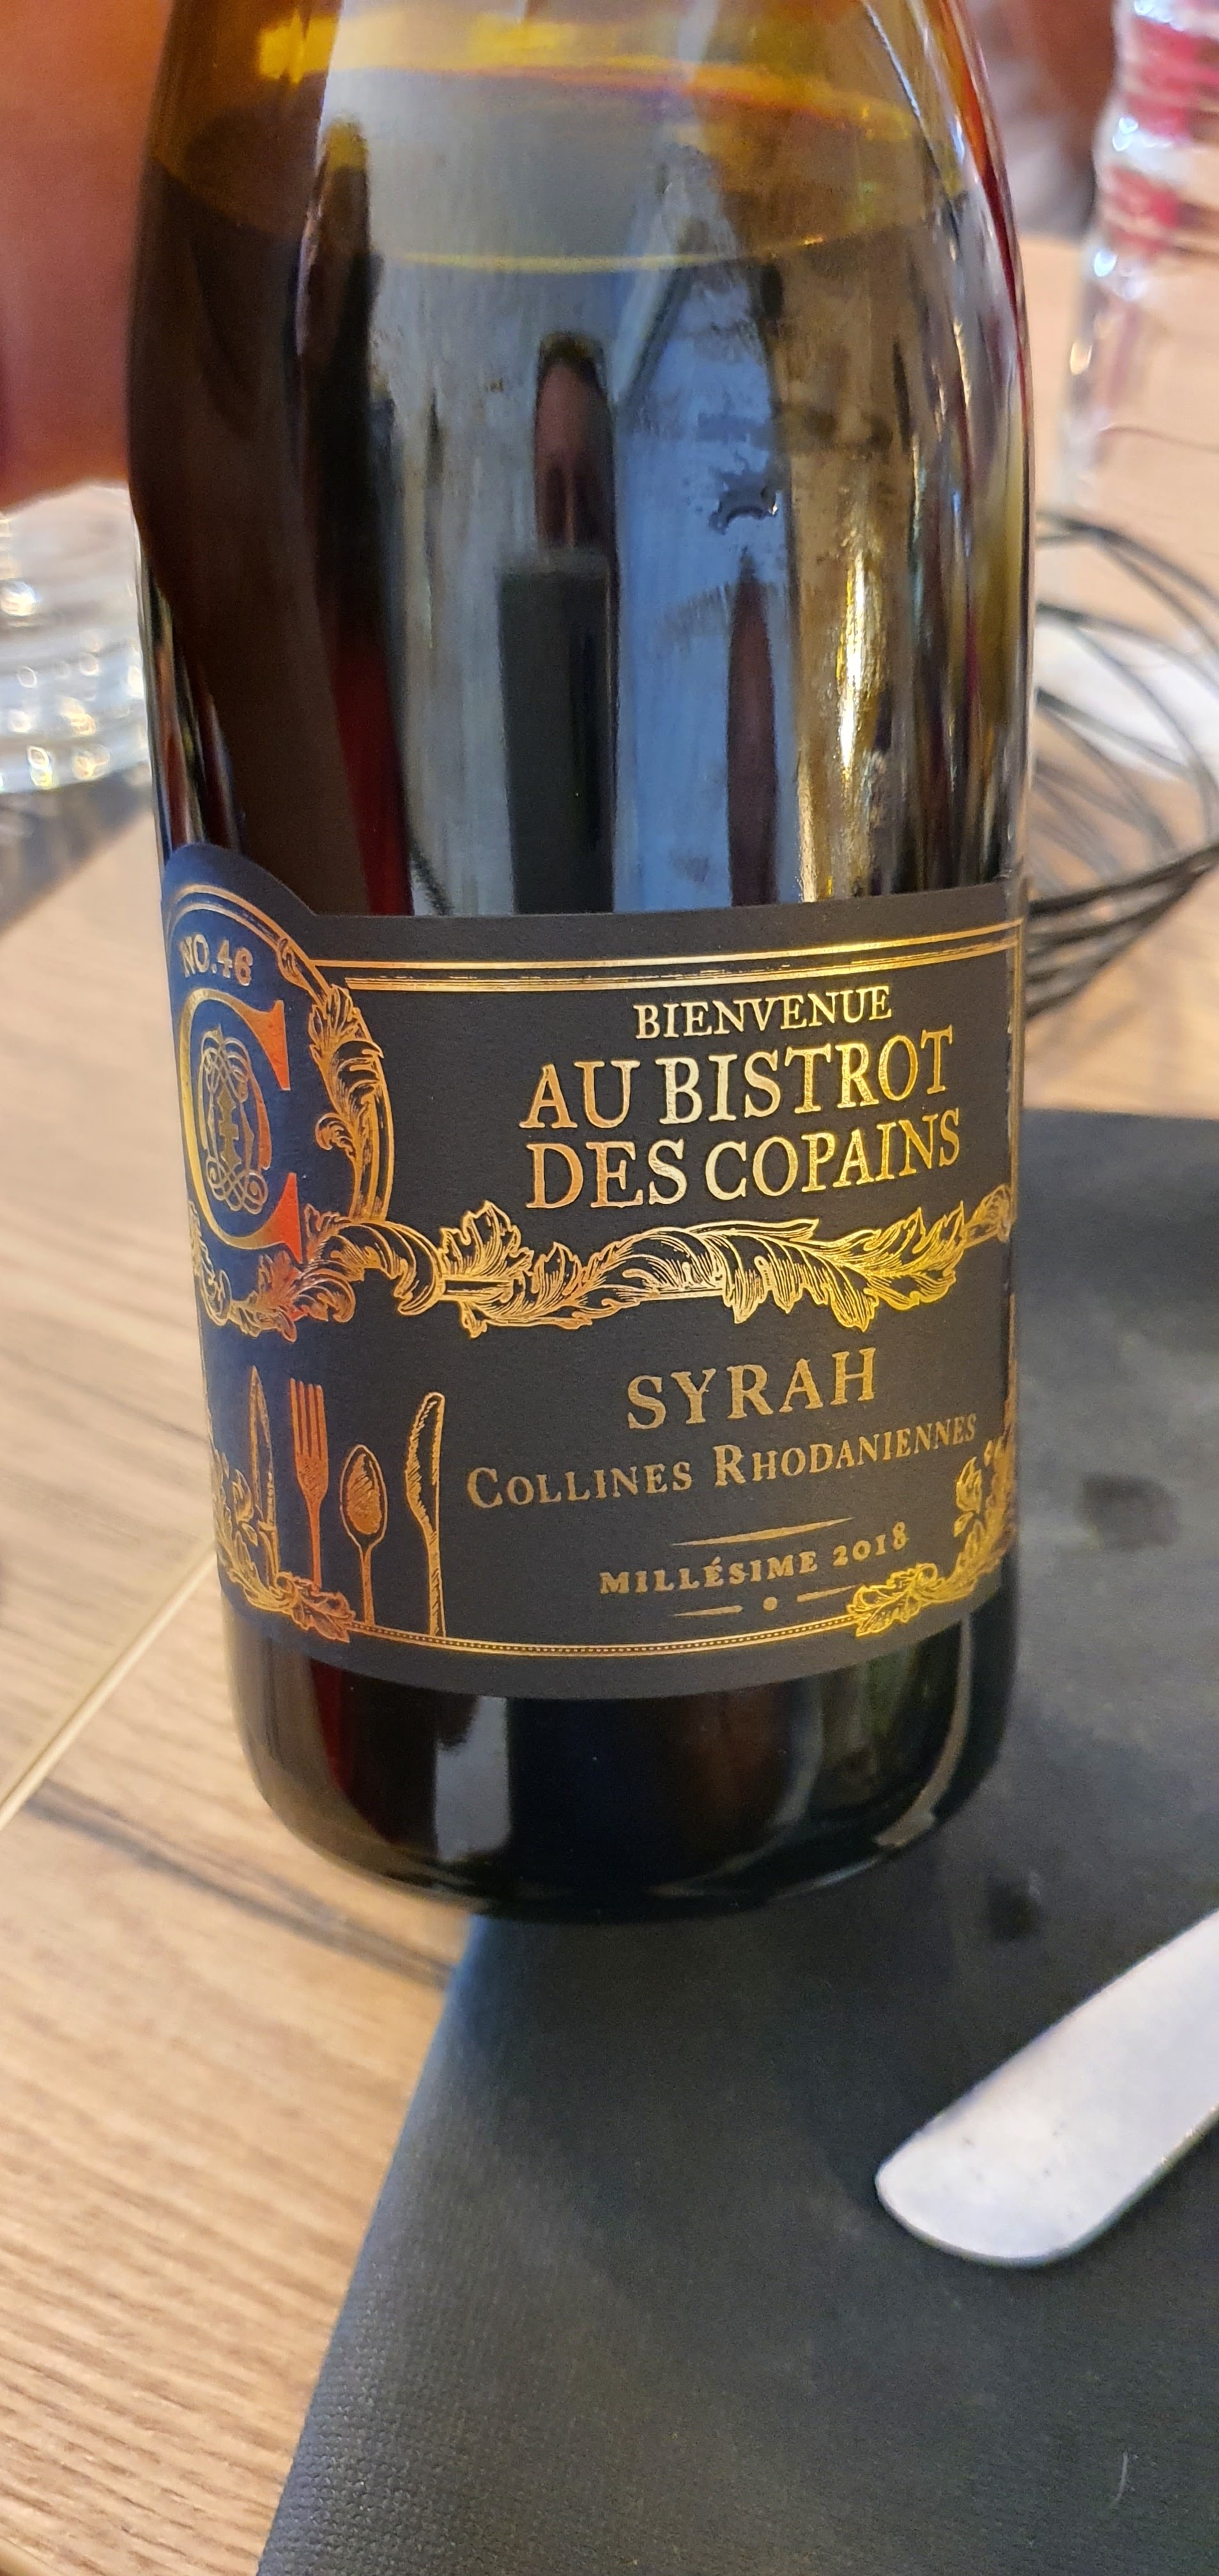 NO.46
C
BIENVENUE
AU BISTROT
DES COPAINS
SYRAH
COLLINES RHODANIENNES
MILLÉSIME 2018